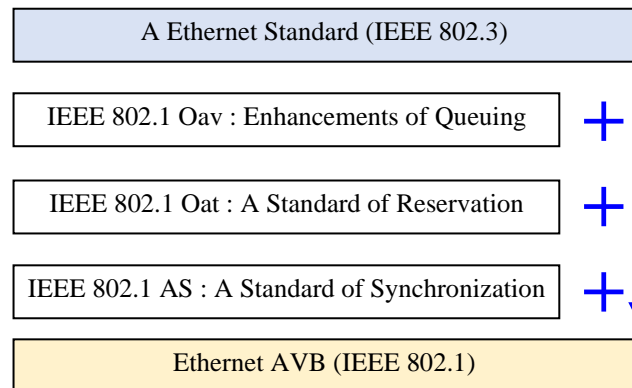 A Ethernet Standard (IEEE 802.3)
IEEE 802.1 Oav : Enhancements of Queuing
IEEE 802.1 Oat : A Standard of Reservation
IEEE 802.1 AS : A Standard of Synchronization
Ethernet AVB (IEEE 802.1)